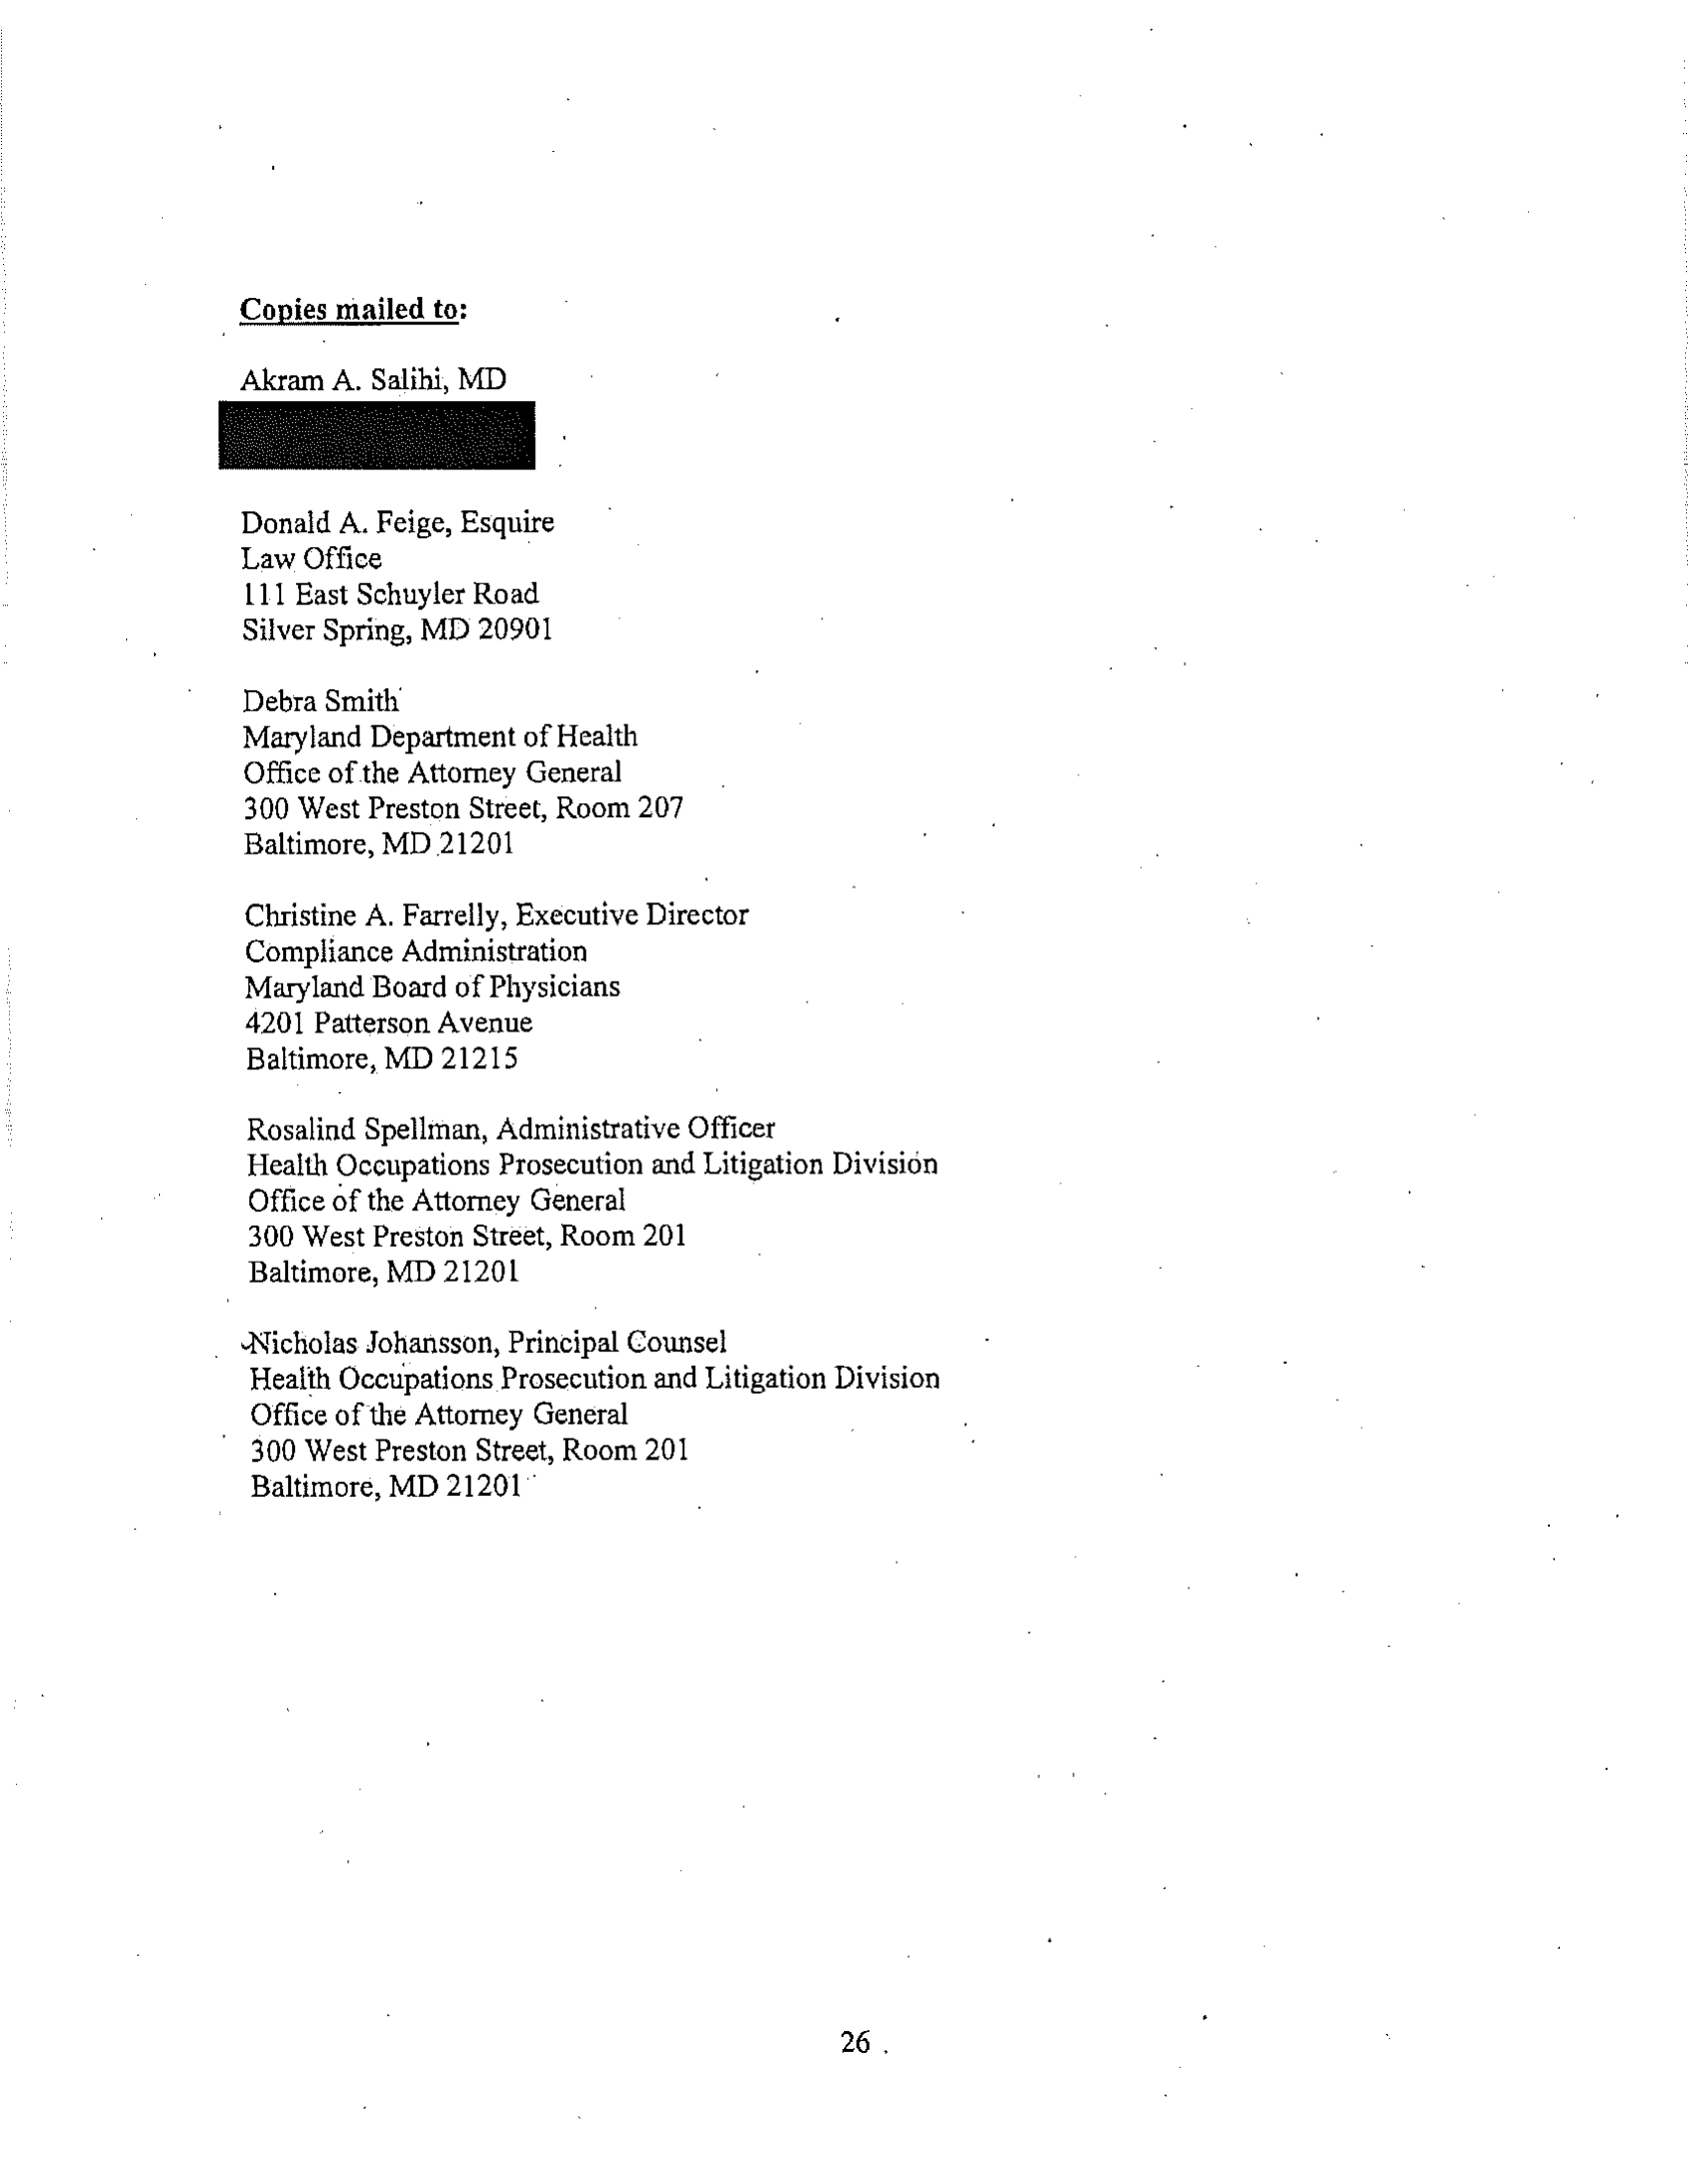 Copies mailed to:
Akram A. Salihi, MD
Donald A. Feige, Esquire
Law Office
111 East Schuyler Road
Silver Spring, MD 20901
Debra Smith
Maryland Department of Health
Office of the Attorney General
300 West Preston Street, Room 207
Baltimore, MD 21201
Christine A. Farrelly, Executive Director
Compliance Administration
Maryland Board of Physicians
4201 Patterson Avenue
Baltimore, MD 21215
Rosalind Spellman, Administrative Officer
Health Occupations Prosecution and Litigation Division
Office of the Attorney General
300 West Preston Street, Room 201
Baltimore, MD 21201
Nicholas Johansson, Principal Counsel
Health Occupations Prosecution and Litigation Division
Office of the Attorney General
300 West Preston Street, Room 201
Baltimore, MD 21201
26